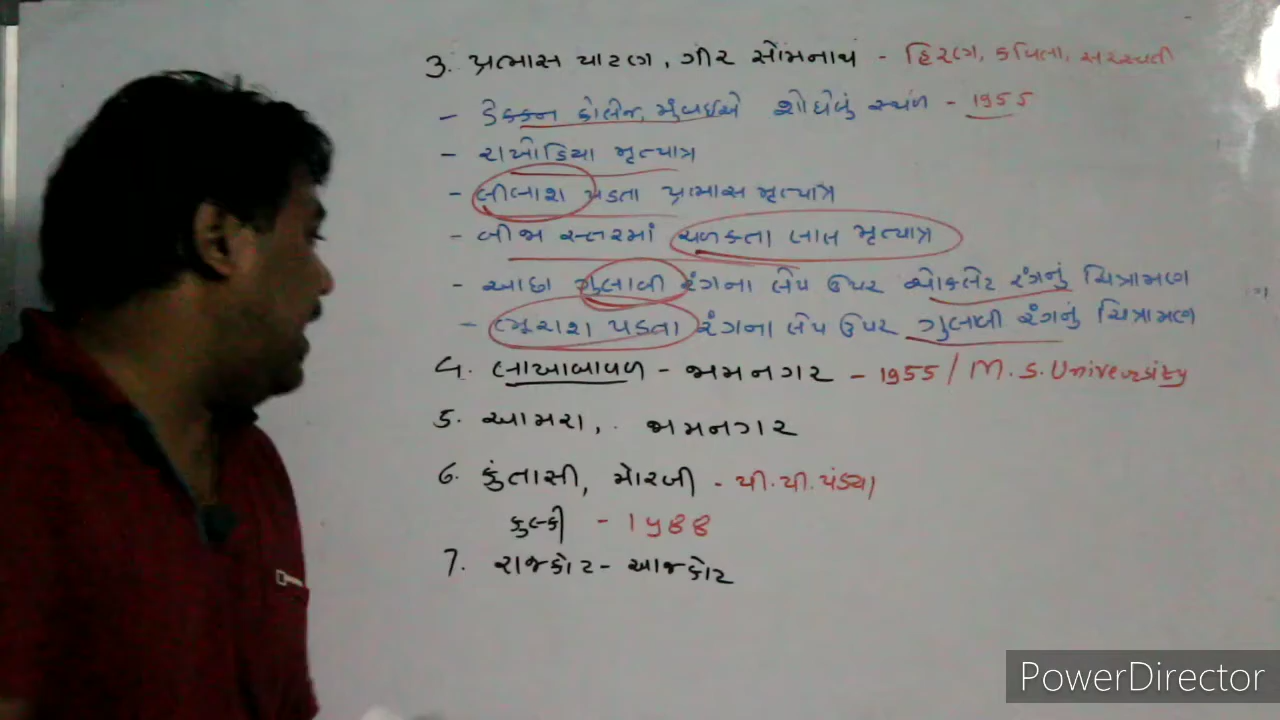 ૩. પ્રભાસ પાટણ, ગીર સોમનાથ - હિરણ, કપિલા, સરસ્વતી
- ડેક્કન કોલેજ, મુંબઈએ શોધેલું સ્થળ - 1955
- રાખોડિયા મૃત્પાત્ર
- લીલાશ પડતા પ્રભાસ મૃત્પાત્ર
- બીજા સ્તરમાં ચળકતા લાલ મૃત્પાત્ર
- આછા ગુલાબી રંગના લેપ ઉપર ચોકલેટ રંગનું ચિત્રામણ
- ભૂરાશ પડતા રંગના લેપ ઉપર ગુલાબી રંગનું ચિત્રામણ
4. લાખાબાવળ - જામનગર - 1955 / M. S. University
5. આમરા, જામનગર
6. કુંતાસી, મોરબી - પી.પી. પંડ્યા
કુલ્કી - 1988
7. રાજકોટ - આજકોટ
PowerDirector